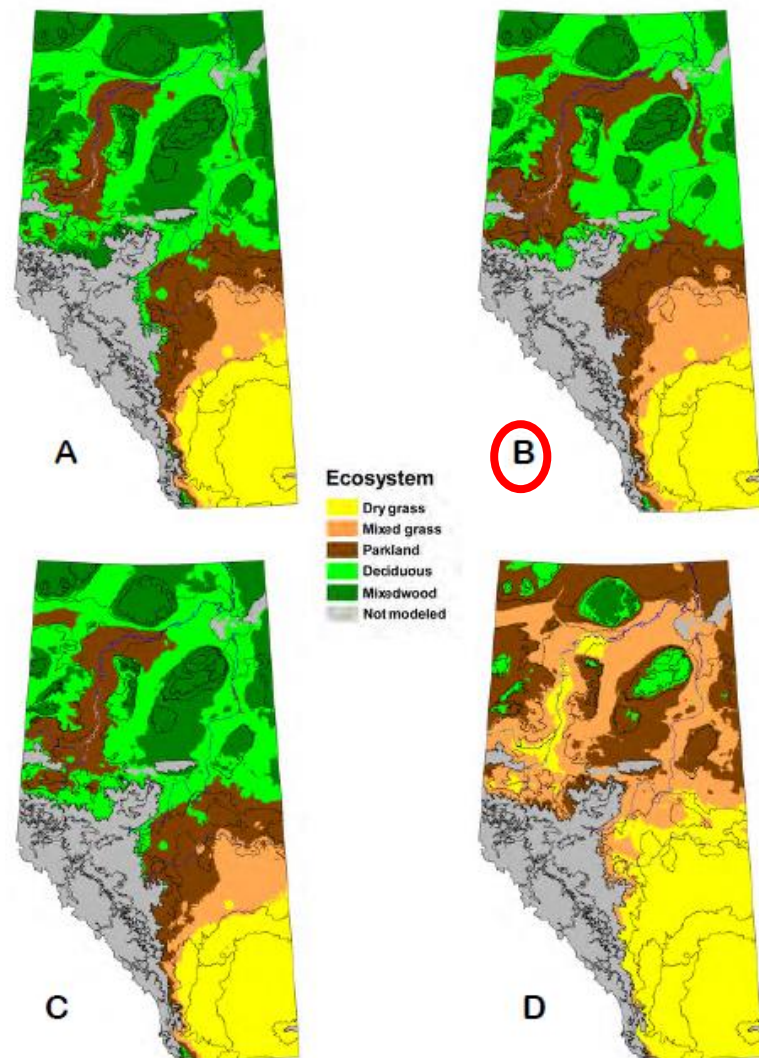 A
B
Ecosystem
Dry grass
Mixed grass
Parkland
Deciduous
Mixedwood
Not modeled
C
D